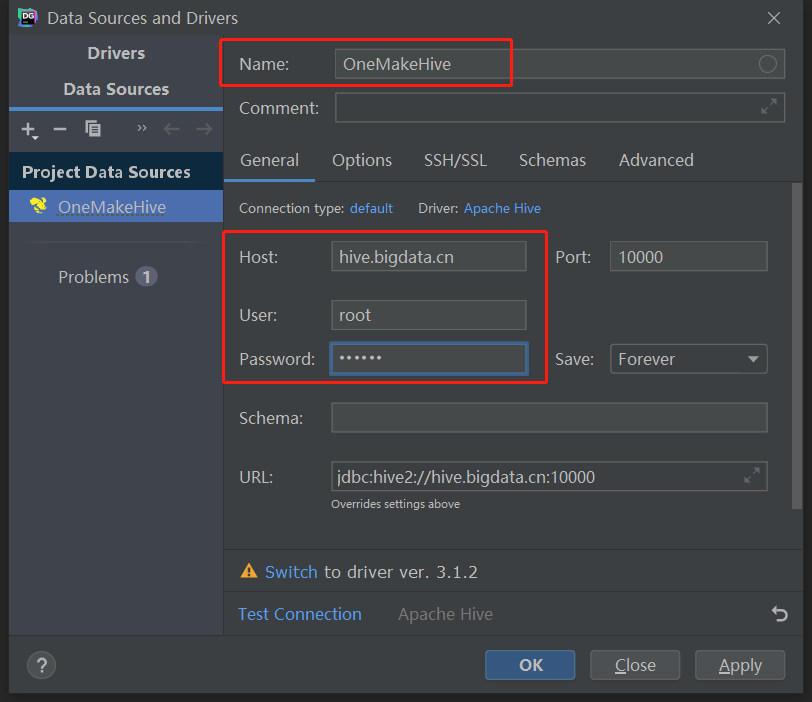 DG Data Sources and Drivers
Drivers
Data Sources
Project Data Sources
OneMakeHive
Problems 1
Name: OneMakeHive
Comment:
General Options SSH/SSL Schemas Advanced
Connection type: default Driver: Apache Hive
Host: hive.bigdata.cn Port: 10000
User: root
Password: •••••• Save: Forever
Schema:
URL: jdbc:hive2://hive.bigdata.cn:10000
Overrides settings above
Switch to driver ver. 3.1.2
Test Connection Apache Hive
? OK Close Apply